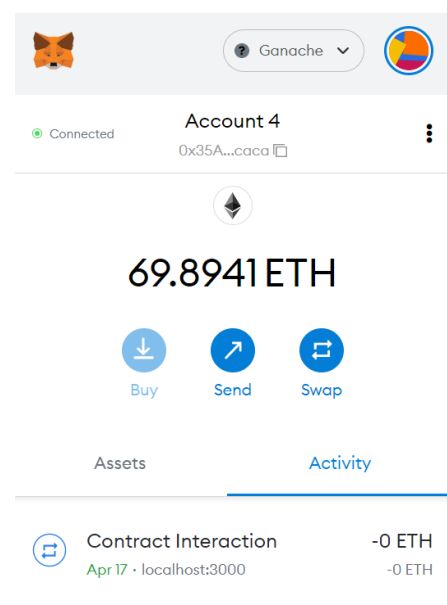 Ganache
Connected
Account 4
0x35A...caca
69.8941 ETH
Buy
Send
Swap
Assets
Activity
Contract Interaction
-0 ETH
Apr 17 · localhost:3000
-0 ETH